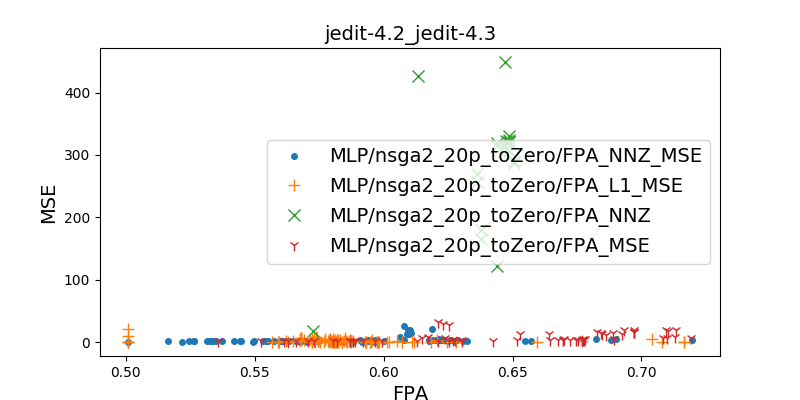 jedit-4.2_jedit-4.3
MSE
400
300
200
100
0
MLP/nsga2_20p_toZero/FPA_NNZ_MSE
MLP/nsga2_20p_toZero/FPA_L1_MSE
MLP/nsga2_20p_toZero/FPA_NNZ
MLP/nsga2_20p_toZero/FPA_MSE
0.50 0.55 0.60 0.65 0.70
FPA